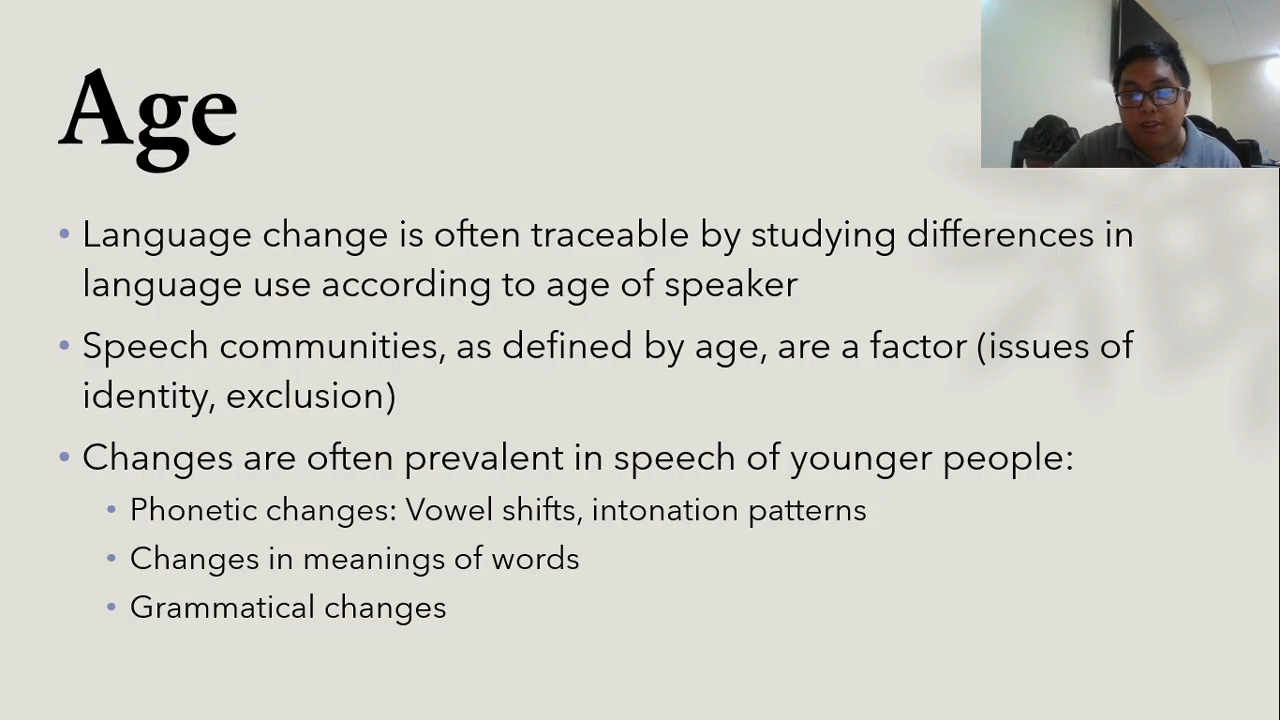 Age
• Language change is often traceable by studying differences in
language use according to age of speaker
• Speech communities, as defined by age, are a factor (issues of
identity, exclusion)
• Changes are often prevalent in speech of younger people:
• Phonetic changes: Vowel shifts, intonation patterns
• Changes in meanings of words
• Grammatical changes